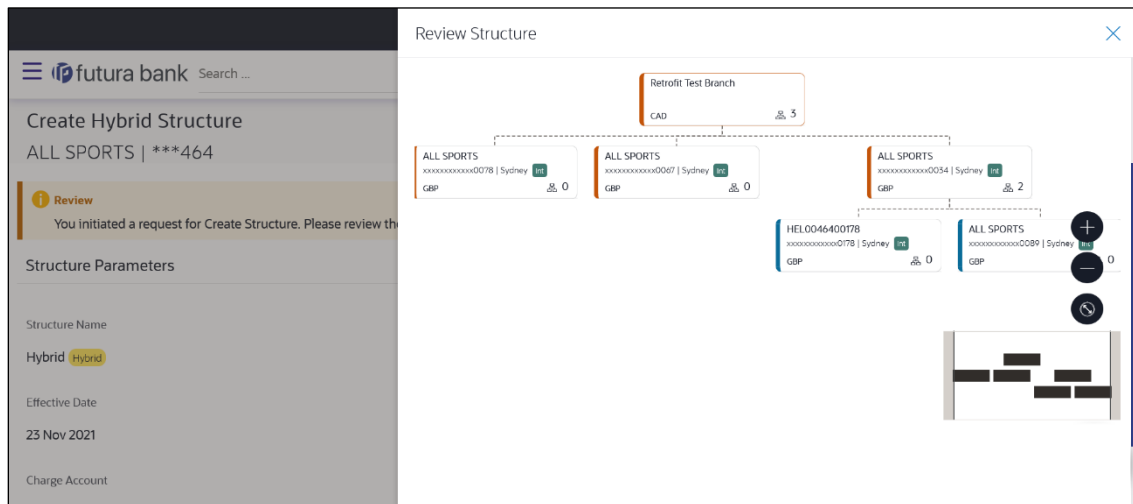 Review Structure
futura bank
Search ...
Create Hybrid Structure
ALL SPORTS | ***464
Review
You initiated a request for Create Structure. Please review the
Structure Parameters
Structure Name
Hybrid Hybrid
Effective Date
23 Nov 2021
Charge Account
Retrofit Test Branch
CAD 3
ALL SPORTS
xxxxxxxxxxxx0078 | Sydney Int
GBP 0
ALL SPORTS
xxxxxxxxxxxx0067 | Sydney Int
GBP 0
ALL SPORTS
xxxxxxxxxxxx0034 | Sydney Int
GBP 2
HEL0046400178
xxxxxxxxxxxx0178 | Sydney Int
GBP 0
ALL SPORTS
xxxxxxxxxxxx0089 | Sydney Int
GBP 0